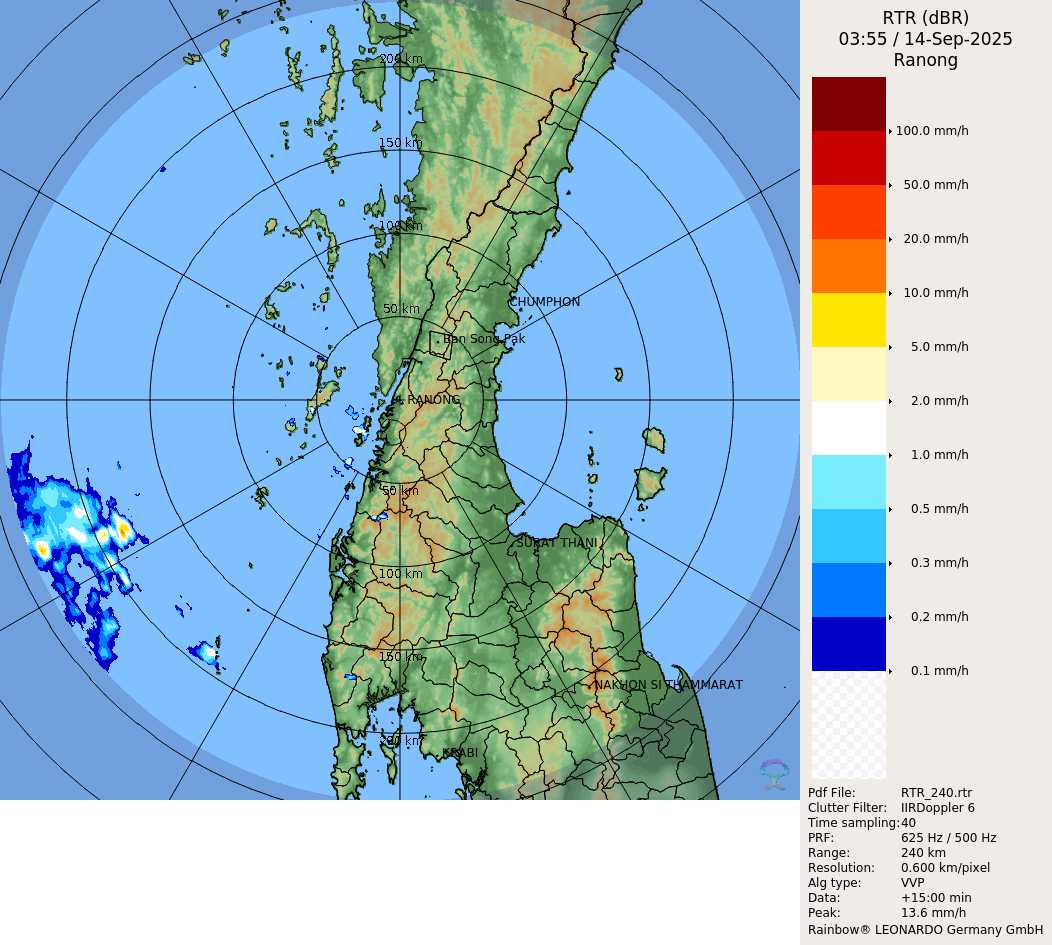 RTR (dBR)
03:55 / 14-Sep-2025
Ranong
100.0 mm/h
50.0 mm/h
20.0 mm/h
10.0 mm/h
5.0 mm/h
2.0 mm/h
1.0 mm/h
0.5 mm/h
0.3 mm/h
0.2 mm/h
0.1 mm/h
200 km
150 km
100 km
50 km
CHUMPHON
Ban Song Pak
RANONG
50 km
SURAT THANI
100 km
150 km
NAKHON SI THAMMARAT
200 km
KRABI
Pdf File: RTR_240.rtr
Clutter Filter: IIRDoppler 6
Time sampling: 40
PRF: 625 Hz / 500 Hz
Range: 240 km
Resolution: 0.600 km/pixel
Alg type: VVP
Data: +15:00 min
Peak: 13.6 mm/h
Rainbow® LEONARDO Germany GmbH